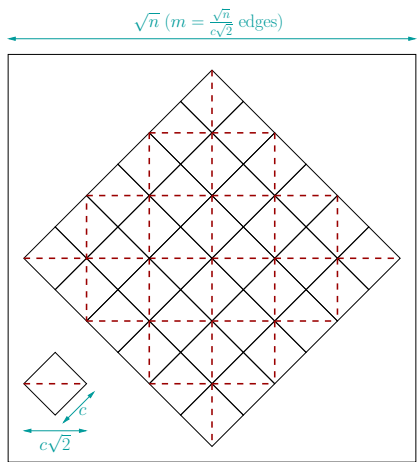 √n (m = √n/(c√2) edges)
c
c√2